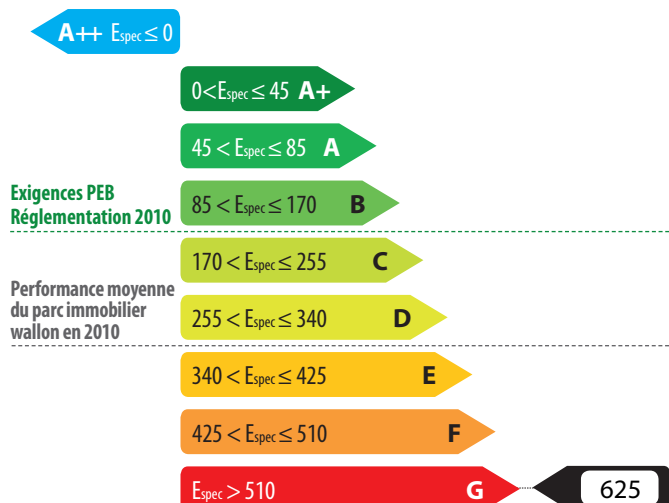 A++ Espec ≤ 0
0<Espec ≤ 45 A+
45 < Espec ≤ 85 A
Exigences PEB
Réglementation 2010
85 < Espec ≤ 170 B
170 < Espec ≤ 255 C
Performance moyenne
du parc immobilier
wallon en 2010
255 < Espec ≤ 340 D
340 < Espec ≤ 425 E
425 < Espec ≤ 510 F
Espec > 510 G
625